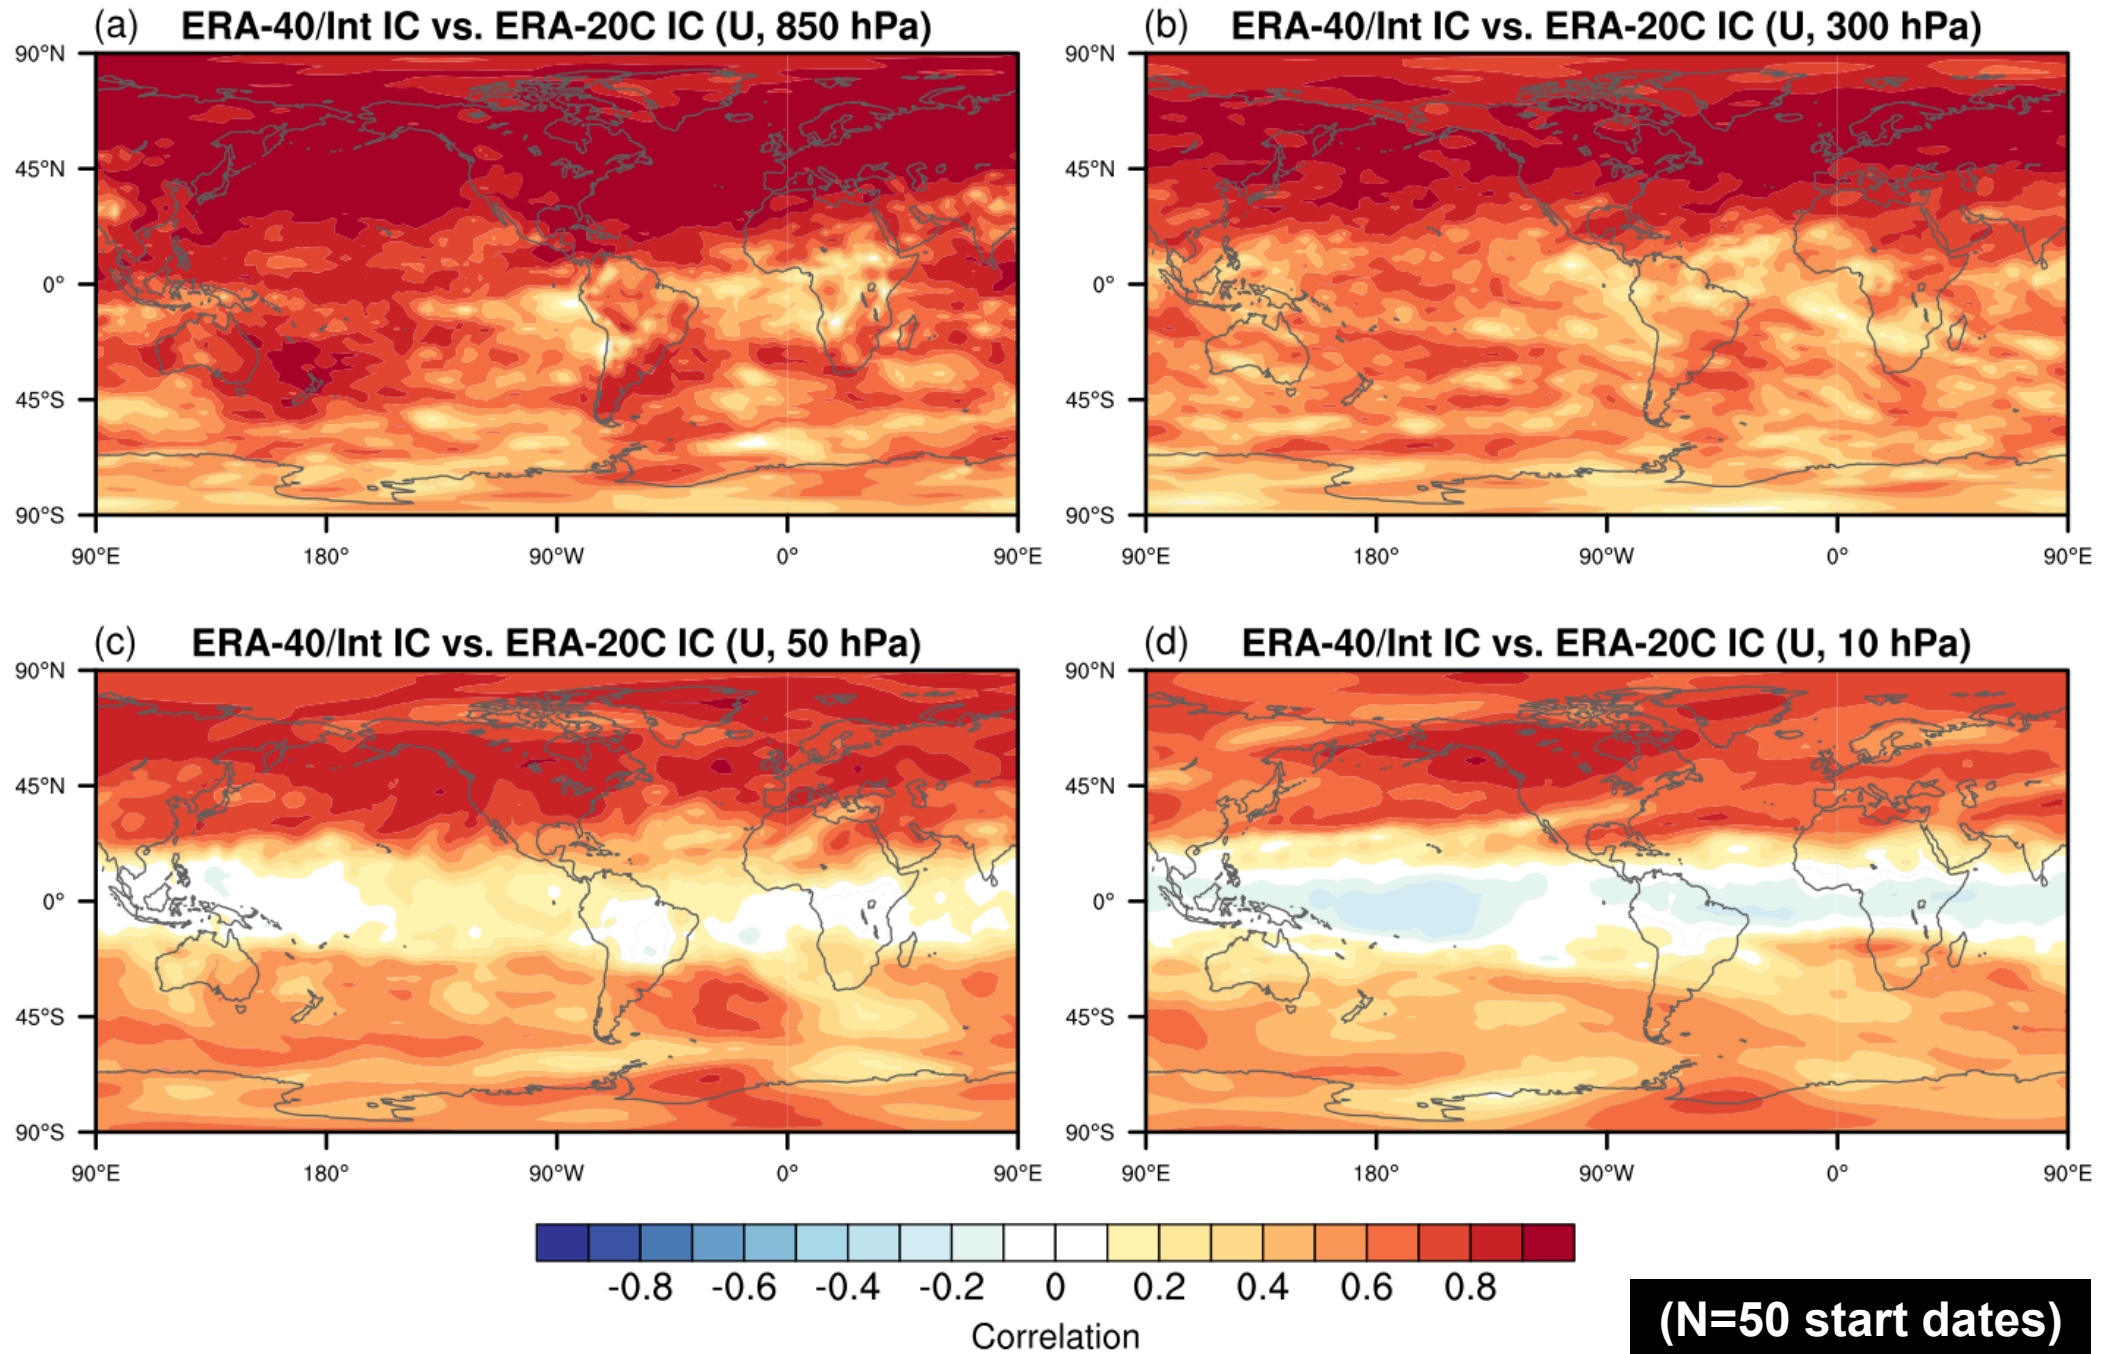 (a) ERA-40/Int IC vs. ERA-20C IC (U, 850 hPa)
90°N
45°N
0°
45°S
90°S
90°E 180° 90°W 0° 90°E
(b) ERA-40/Int IC vs. ERA-20C IC (U, 300 hPa)
90°N
45°N
0°
45°S
90°S
90°E 180° 90°W 0° 90°E
(c) ERA-40/Int IC vs. ERA-20C IC (U, 50 hPa)
90°N
45°N
0°
45°S
90°S
90°E 180° 90°W 0° 90°E
(d) ERA-40/Int IC vs. ERA-20C IC (U, 10 hPa)
90°N
45°N
0°
45°S
90°S
90°E 180° 90°W 0° 90°E
-0.8 -0.6 -0.4 -0.2 0 0.2 0.4 0.6 0.8
Correlation
(N=50 start dates)